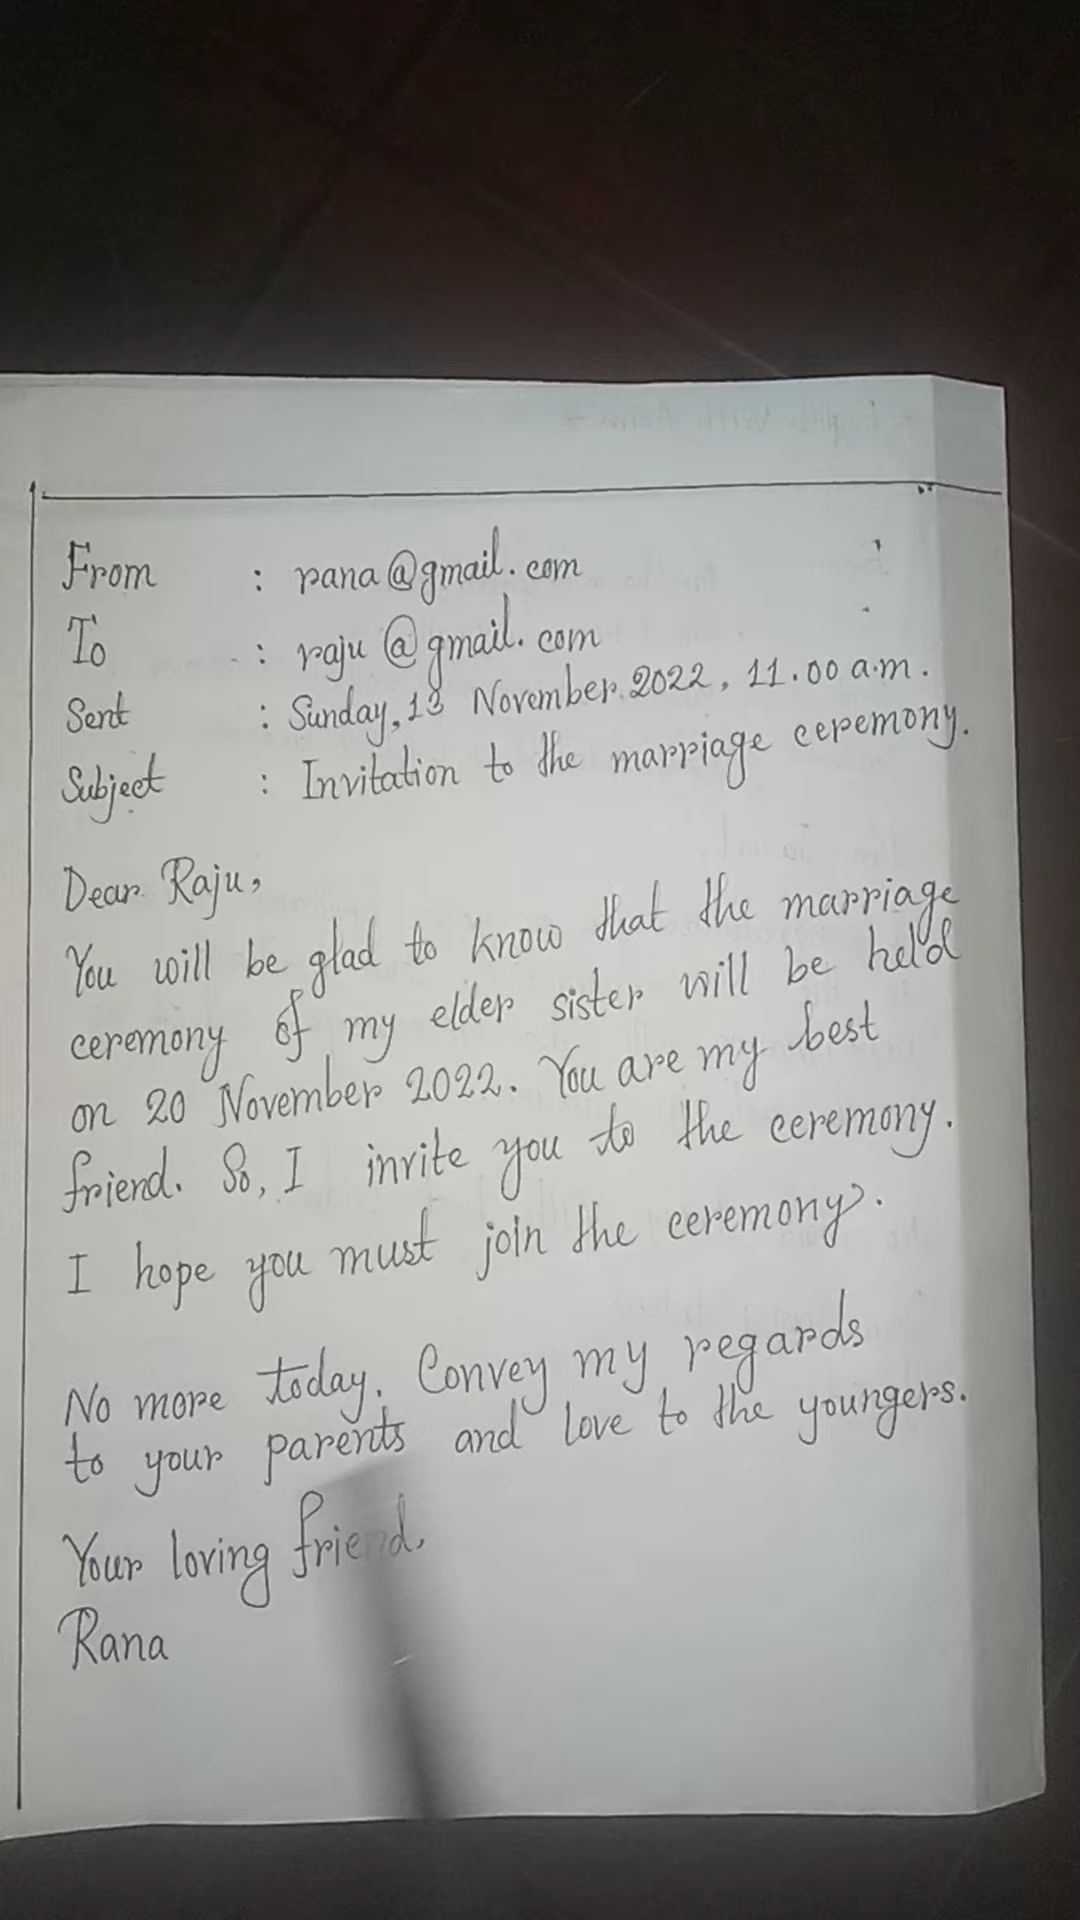 From : rana@gmail.com
To : raju@gmail.com
Sent : Sunday, 13 November 2022, 11.00 a.m.
Subject : Invitation to the marriage ceremony.
Dear Raju,
You will be glad to know that the marriage
ceremony of my elder sister will be held
on 20 November 2022. You are my best
friend. So, I invite you to the ceremony.
I hope you must join the ceremony.
No more today. Convey my regards
to your parents and love to the youngers.
Your loving friend,
Rana